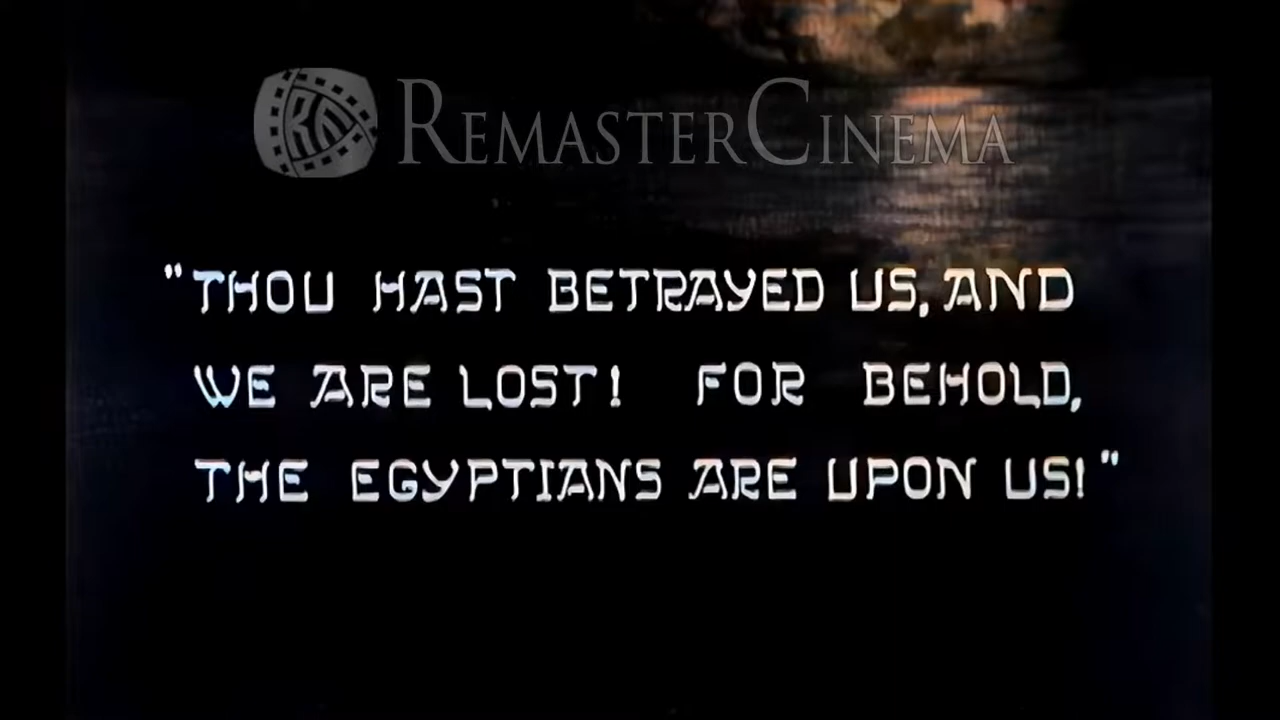 REMASTERCINEMA
"THOU HAST BETRAYED US, AND
WE ARE LOST! FOR BEHOLD,
THE EGYPTIANS ARE UPON US!"